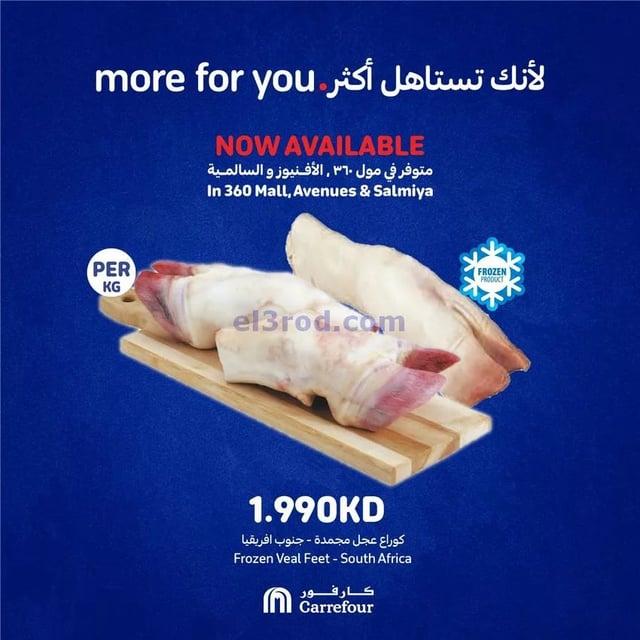 more for you.لأنك تستاهل أكثر
NOW AVAILABLE
متوفر في مول ٣٦٠ , الأفنيوز و السالمية
In 360 Mall, Avenues & Salmiya
PER
KG
FROZEN
PRODUCT
el3rod.com
1.990KD
كوراع عجل مجمدة - جنوب افريقيا
Frozen Veal Feet - South Africa
كارفور
Carrefour